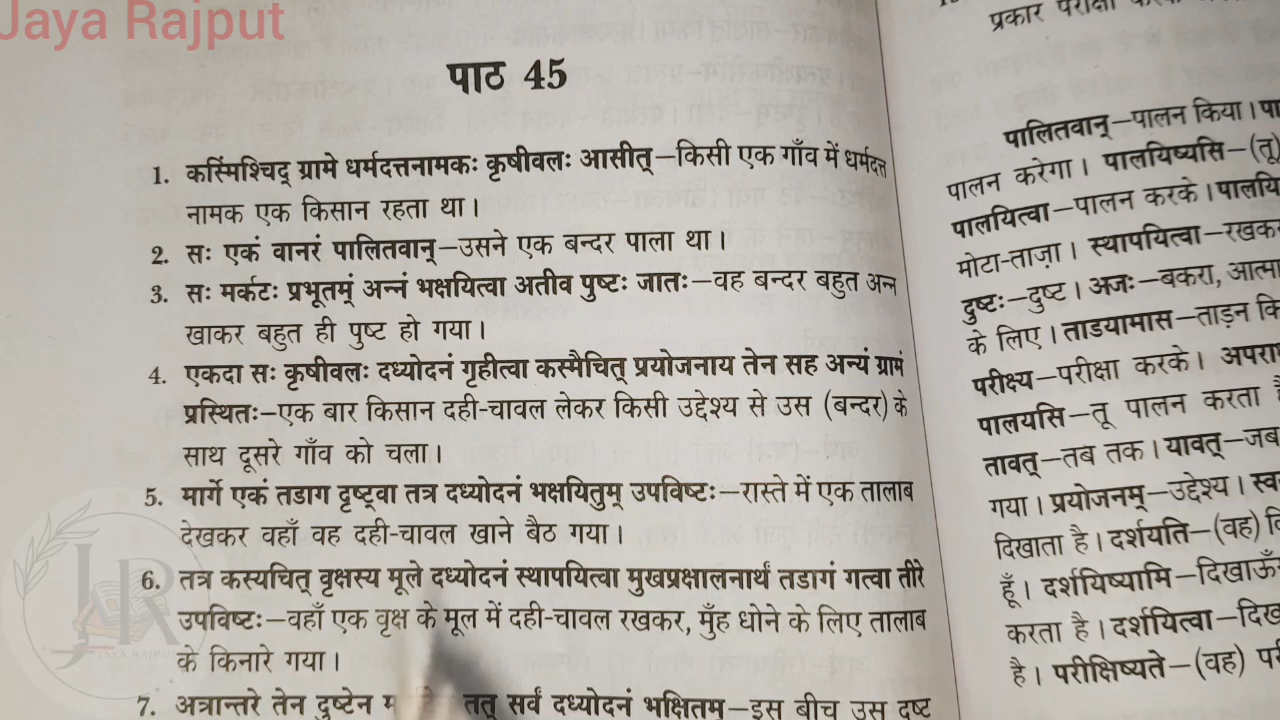 Jaya Rajput
पाठ 45
1. कस्मिंश्चिद् ग्रामे धर्मदत्तनामकः कृषीवलः आसीत्–किसी एक गाँव में धर्मदत्त
नामक एक किसान रहता था।
2. सः एकं वानरं पालितवान्–उसने एक बन्दर पाला था।
3. सः मर्कटः प्रभूतम् अन्नं भक्षयित्वा अतीव पुष्टः जातः–वह बन्दर बहुत अन्न
खाकर बहुत ही पुष्ट हो गया।
4. एकदा सः कृषीवलः दध्योदनं गृहीत्वा कस्मैचित् प्रयोजनाय तेन सह अन्यं ग्रामं
प्रस्थितः–एक बार किसान दही-चावल लेकर किसी उद्देश्य से उस (बन्दर) के
साथ दूसरे गाँव को चला।
5. मार्गे एकं तडाग दृष्ट्वा तत्र दध्योदनं भक्षयितुम् उपविष्टः–रास्ते में एक तालाब
देखकर वहाँ वह दही-चावल खाने बैठ गया।
6. तत्र कस्यचित् वृक्षस्य मूले दध्योदनं स्थापयित्वा मुखप्रक्षालनार्थं तडागं गत्वा तीरे
उपविष्टः–वहाँ एक वृक्ष के मूल में दही-चावल रखकर, मुँह धोने के लिए तालाब
के किनारे गया।
7. अत्रान्तरे तेन दुष्टेन तत् सर्वं दध्योदनं भक्षितम्–इस बीच उस दुष्ट
प्रकार
पालितवान्–पालन किया।
पालन करेगा। पालयिष्यसि–(तू)
पालयित्वा–पालन करके।
मोटा-ताज़ा। स्थापयित्वा–रखकर
दुष्टः–दुष्ट। अजः–बकरा, आत्मा
के लिए। ताडयामास–ताड़न
परीक्ष्य–परीक्षा करके।
पालयसि–तू पालन करता
तावत्–तब तक। यावत्–जब
गया। प्रयोजनम्–उद्देश्य।
दिखाता है। दर्शयति–(वह)
हूँ। दर्शयिष्यामि–दिखाऊँ
करता है। दर्शयित्वा–
है। परीक्षिष्यते–(वह)
JAYA RAJPUT